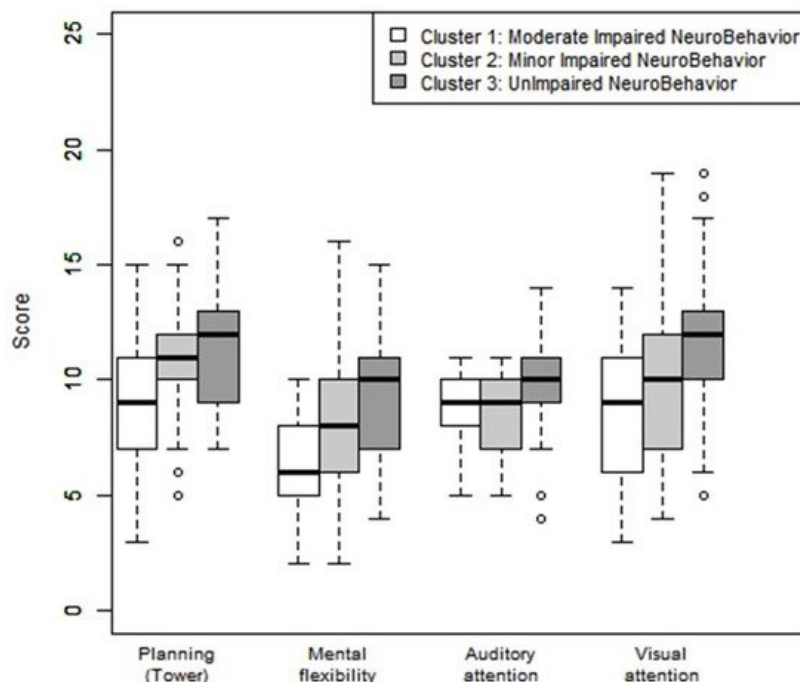 Cluster 1: Moderate Impaired NeuroBehavior
Cluster 2: Minor Impaired NeuroBehavior
Cluster 3: UnImpaired NeuroBehavior
25
20
15
10
5
0
Score
Planning
(Tower)
Mental
flexibility
Auditory
attention
Visual
attention